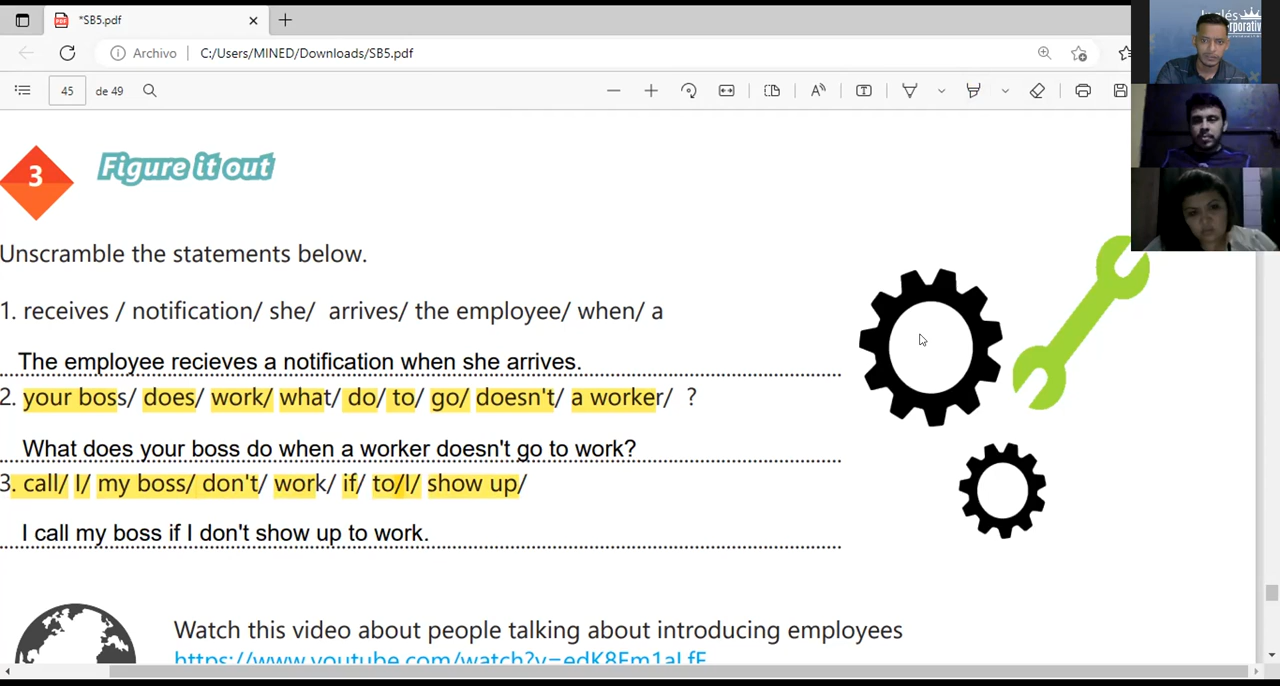 *SB5.pdf
Archivo
C:/Users/MINED/Downloads/SB5.pdf
45
de 49
3
Figure it out
Unscramble the statements below.
1. receives / notification/ she/ arrives/ the employee/ when/ a
The employee recieves a notification when she arrives.
2. your boss/ does/ work/ what/ do/ to/ go/ doesn't/ a worker/ ?
What does your boss do when a worker doesn't go to work?
3. call/ I/ my boss/ don't/ work/ if/ to/I/ show up/
I call my boss if I don't show up to work.
Watch this video about people talking about introducing employees